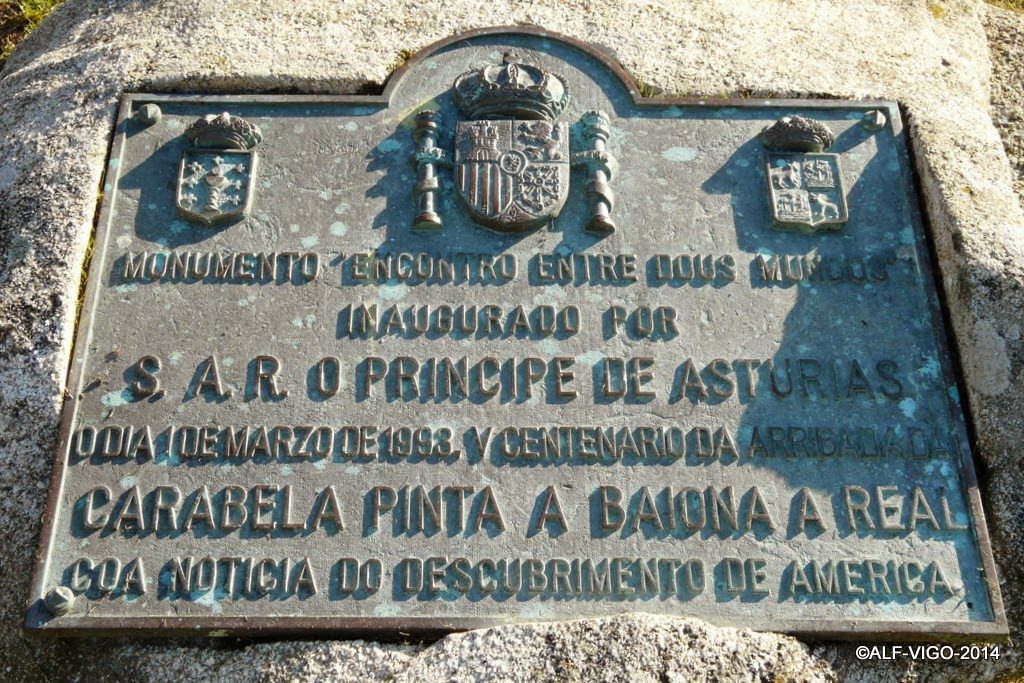 MONUMENTO "ENCONTRO ENTRE DOUS MUNDOS"
INAUGURADO POR
S. A. R. O PRINCIPE DE ASTURIAS.
O DIA 1 DE MARZO DE 1993, V CENTENARIO DA ARRIBADA DA
CARABELA PINTA A BAIONA A REAL
COA NOTICIA DO DESCUBRIMENTO DE AMERICA.
©ALF-VIGO-2014